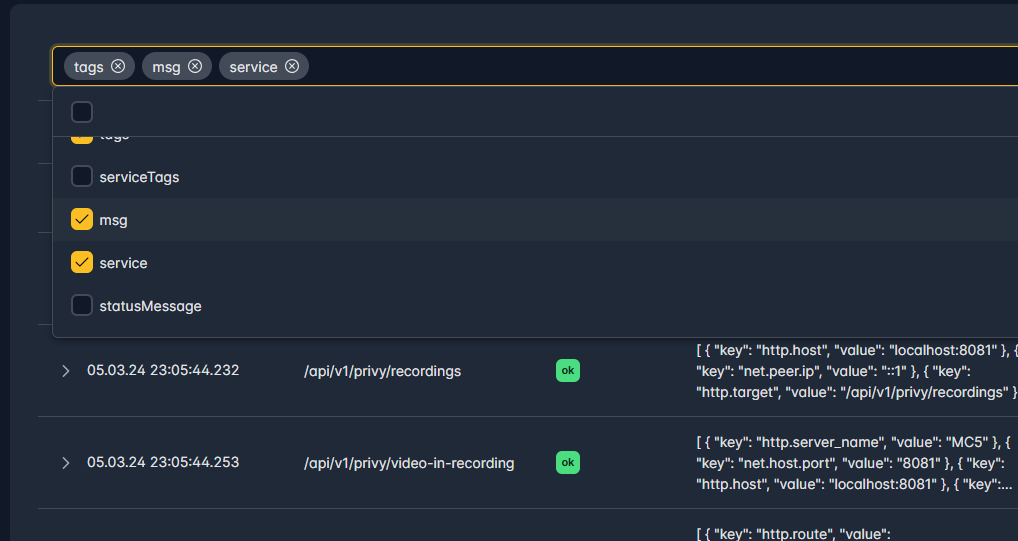 tags msg service
tags
serviceTags
msg
service
statusMessage
05.03.24 23:05:44.232 /api/v1/privy/recordings ok
[ { "key": "http.host", "value": "localhost:8081" }, {
"key": "net.peer.ip", "value": "::1" }, { "key":
"http.target", "value": "/api/v1/privy/recordings" }
05.03.24 23:05:44.253 /api/v1/privy/video-in-recording ok
[ { "key": "http.server_name", "value": "MC5" }, {
"key": "net.host.port", "value": "8081" }, { "key":
"http.host", "value": "localhost:8081" }, { "key":...
[ { "key": "http.route", "value":